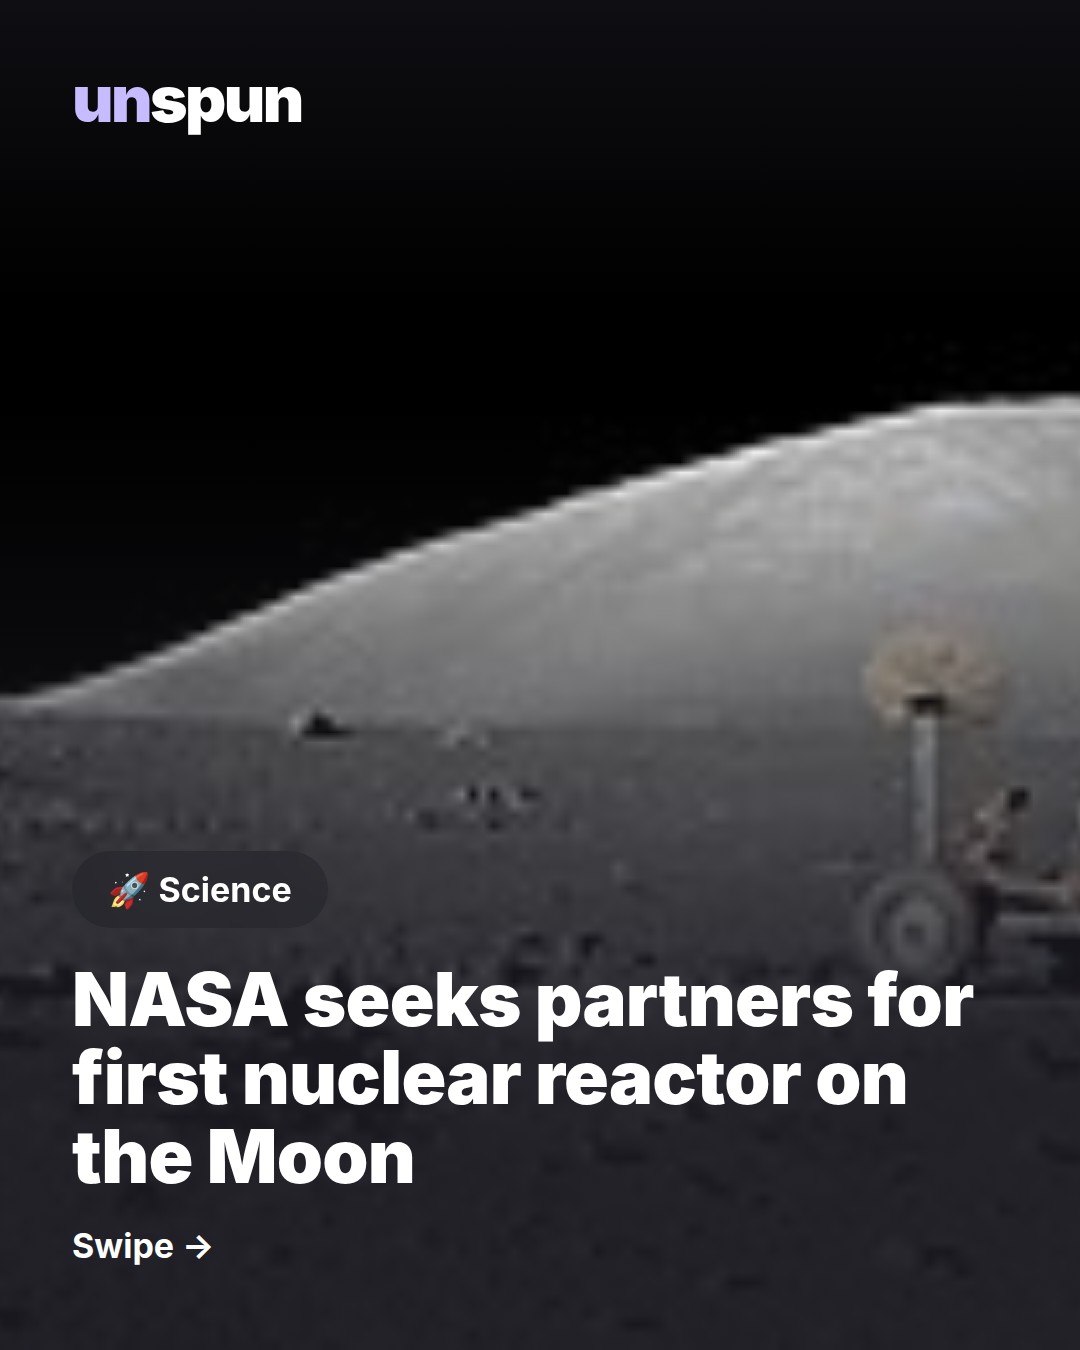 unspun
🚀 Science
NASA seeks partners for
first nuclear reactor on
the Moon
Swipe →